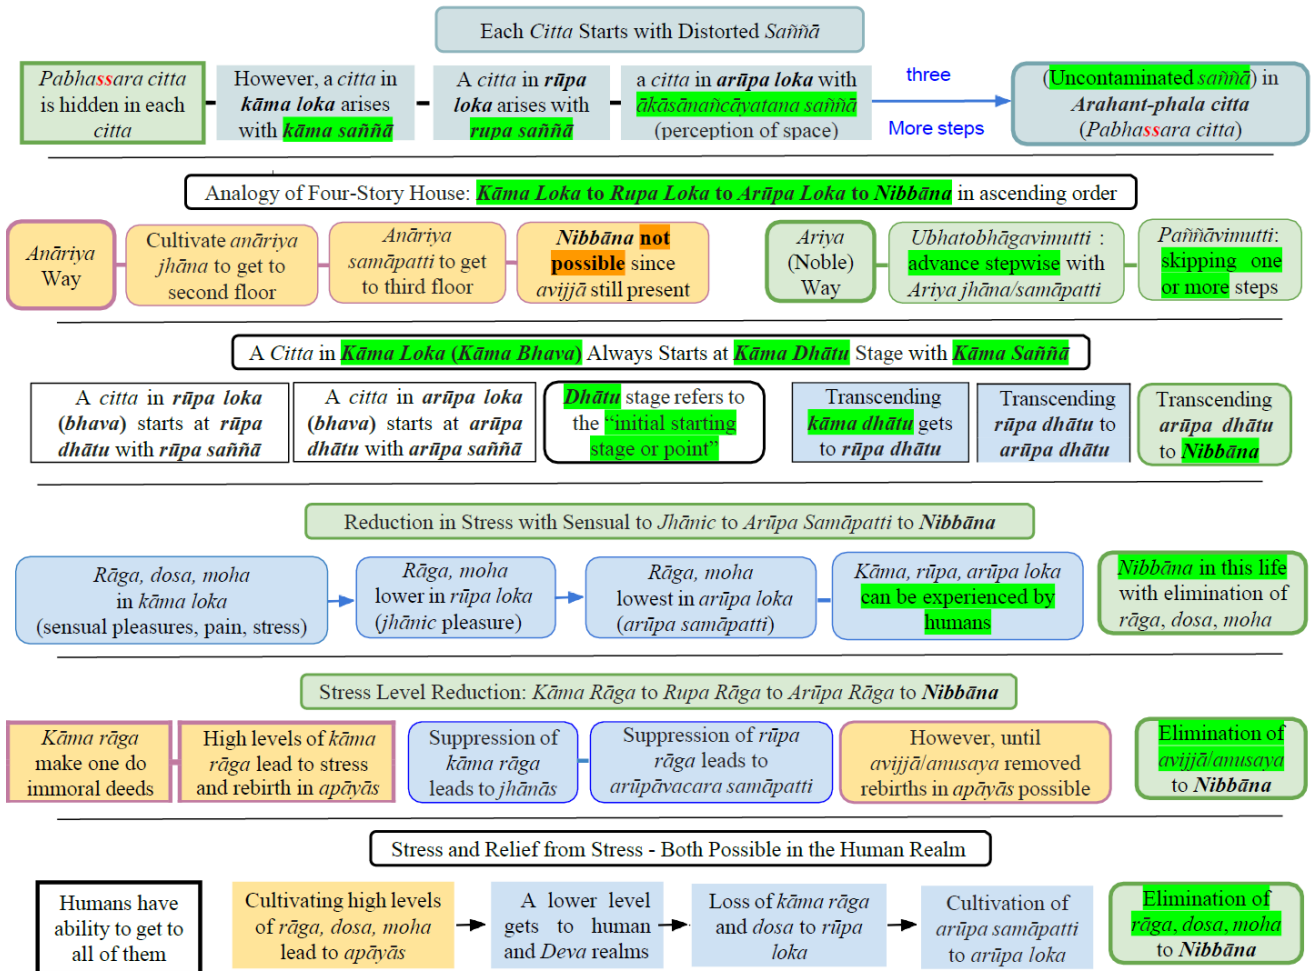 Each Citta Starts with Distorted Saññā
Pabhassara citta
is hidden in each
citta
However, a citta in
kāma loka arises
with kāma saññā
A citta in rūpa
loka arises with
rupa saññā
a citta in arūpa loka with
ākāsānañcāyatana saññā
(perception of space)
three
More steps
(Uncontaminated saññā) in
Arahant-phala citta
(Pabhassara citta)
Analogy of Four-Story House: Kāma Loka to Rupa Loka to Arūpa Loka to Nibbāna in ascending order
Anāriya
Way
Cultivate anāriya
jhāna to get to
second floor
Anāriya
samāpatti to get
to third floor
Nibbāna not
possible since
avijjā still present
Ariya
(Noble)
Way
Ubhatobhāgavimutti :
advance stepwise with
Ariya jhāna/samāpatti
Paññāvimutti:
skipping one
or more steps
A Citta in Kāma Loka (Kāma Bhava) Always Starts at Kāma Dhātu Stage with Kāma Saññā
A citta in rūpa loka
(bhava) starts at rūpa
dhātu with rūpa saññā
A citta in arūpa loka
(bhava) starts at arūpa
dhātu with arūpa saññā
Dhātu stage refers to
the “initial starting
stage or point”
Transcending
kāma dhātu gets
to rūpa dhātu
Transcending
rūpa dhātu to
arūpa dhātu
Transcending
arūpa dhātu
to Nibbāna
Reduction in Stress with Sensual to Jhānic to Arūpa Samāpatti to Nibbāna
Rāga, dosa, moha
in kāma loka
(sensual pleasures, pain, stress)
Rāga, moha
lower in rūpa loka
(jhānic pleasure)
Rāga, moha
lowest in arūpa loka
(arūpa samāpatti)
Kāma, rūpa, arūpa loka
can be experienced by
humans
Nibbāna in this life
with elimination of
rāga, dosa, moha
Stress Level Reduction: Kāma Rāga to Rupa Rāga to Arūpa Rāga to Nibbāna
Kāma rāga
make one do
immoral deeds
High levels of kāma
rāga lead to stress
and rebirth in apāyās
Suppression of
kāma rāga
leads to jhānās
Suppression of rūpa
rāga leads to
arūpāvacara samāpatti
However, until
avijjā/anusaya removed
rebirths in apāyās possible
Elimination of
avijjā/anusaya
to Nibbāna
Stress and Relief from Stress - Both Possible in the Human Realm
Humans have
ability to get to
all of them
Cultivating high levels
of rāga, dosa, moha
lead to apāyās
A lower level
gets to human
and Deva realms
Loss of kāma rāga
and dosa to rūpa
loka
Cultivation of
arūpa samāpatti
to arūpa loka
Elimination of
rāga, dosa, moha
to Nibbāna